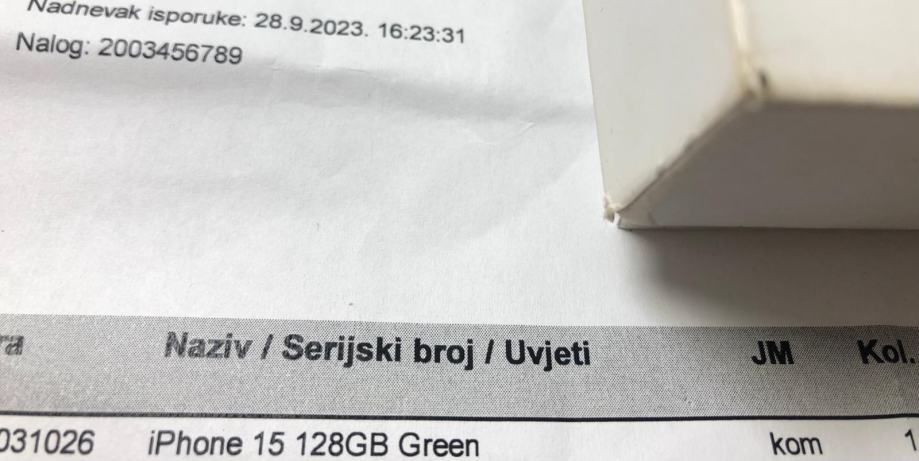 Nadnevak isporuke: 28.9.2023. 16:23:31
Nalog: 2003456789
ra Naziv / Serijski broj / Uvjeti JM Kol.
031026 iPhone 15 128GB Green kom 1